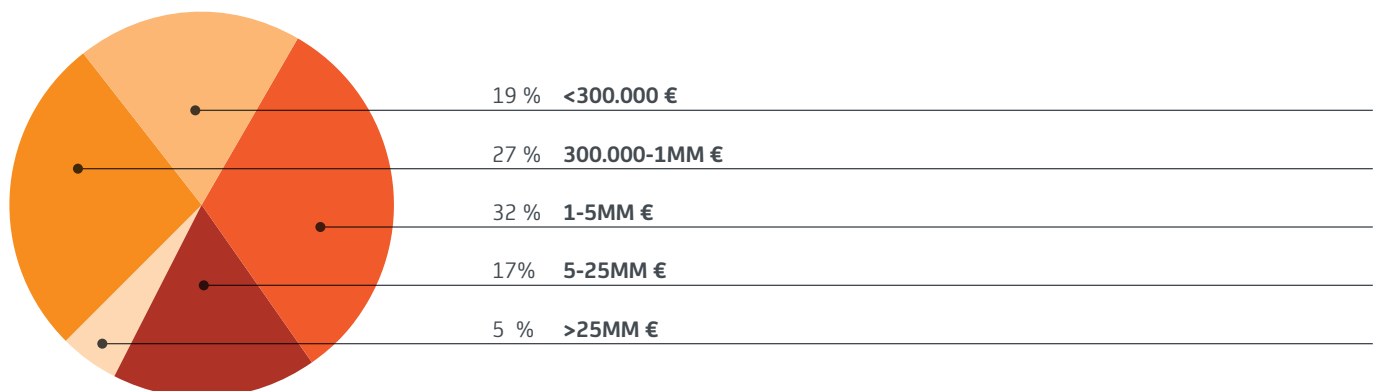 19 % <300.000 €
27 % 300.000-1MM €
32 % 1-5MM €
17% 5-25MM €
5 % >25MM €